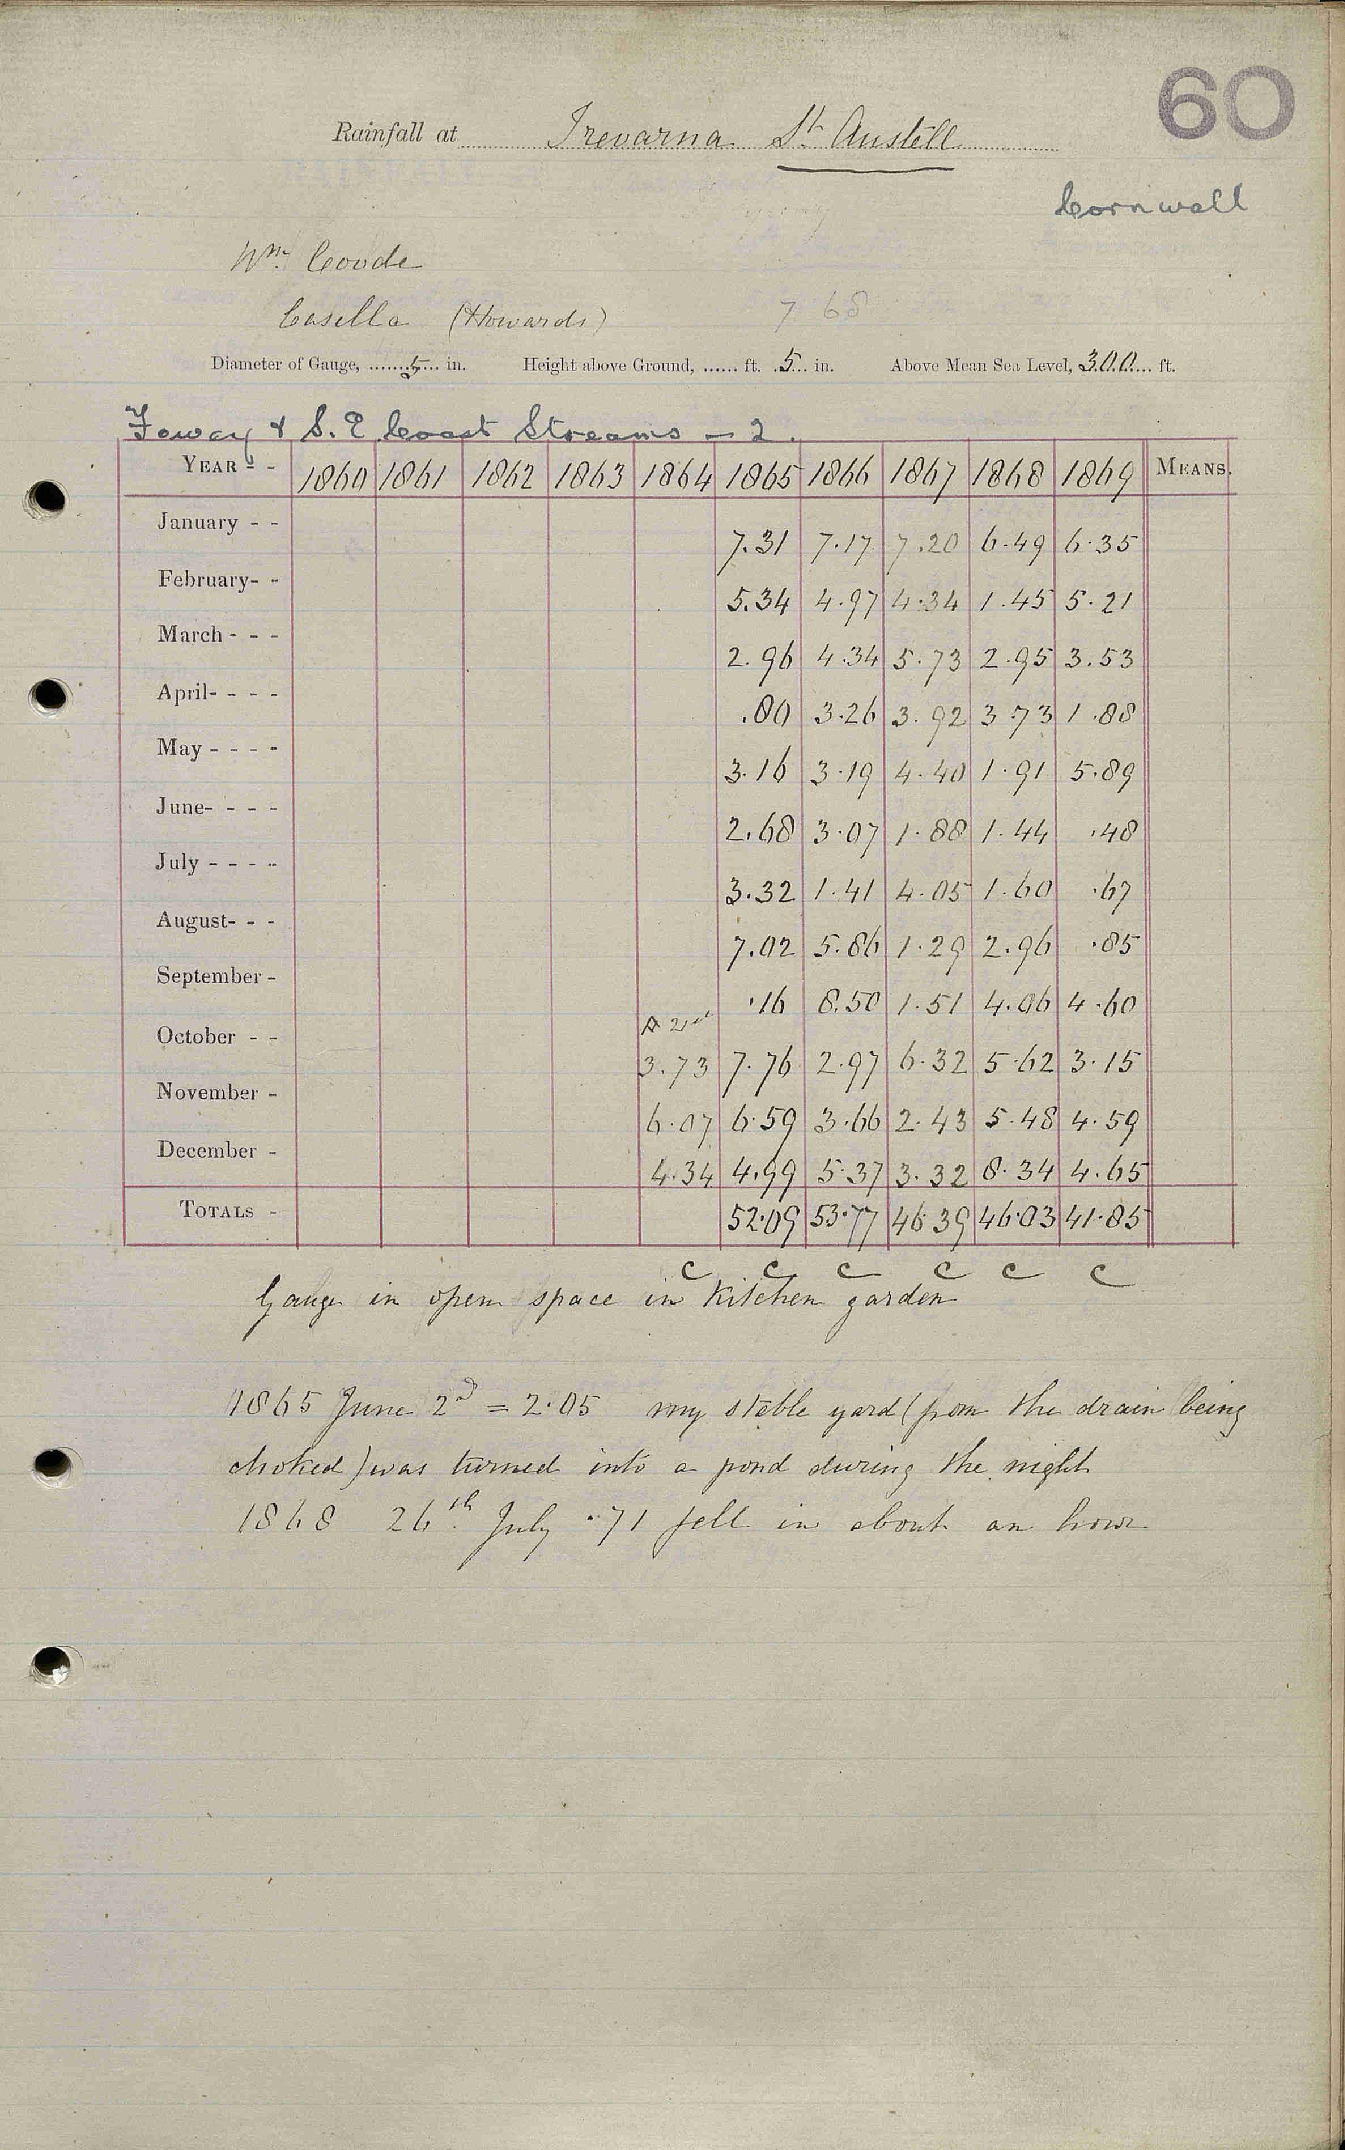 60
Rainfall at Trevarna St. Austell
Cornwall
Wm. Coode
Casella (Howards) 7 68
Diameter of Gauge, 5 in. Height above Ground, ...... ft. 5 in. Above Mean Sea Level, 300 ft.
Fowey & S.E Coast Streams - 2.
YEAR - - 1860 1861 1862 1863 1864 1865 1866 1867 1868 1869 MEANS.
January - - 7.31 7.17 7.20 6.49 6.35
February- - 5.34 4.97 4.34 1.45 5.21
March - - - 2.96 4.34 5.73 2.95 3.53
April- - - - .80 3.26 3.92 3.73 1.88
May - - - - 3.16 3.19 4.40 1.91 5.89
June- - - - 2.68 3.07 1.88 1.44 .48
July - - - - 3.32 1.41 4.05 1.60 .67
August- - - 7.02 5.86 1.29 2.96 .85
September - .16 8.50 1.51 4.06 4.60
October - - 3.73 7.76 2.97 6.32 5.62 3.15
November - 6.07 6.59 3.66 2.43 5.48 4.59
December - 4.34 4.99 5.37 3.32 8.34 4.65
TOTALS - 52.09 53.77 46.39 46.03 41.85
c c c c c c
Gauge in open space in Kitchen garden
1865 June 2d = 2.05 my stable yard (from the drain being
choked) was turned into a pond during the night
1868 26th. July .71 fell in about an hour